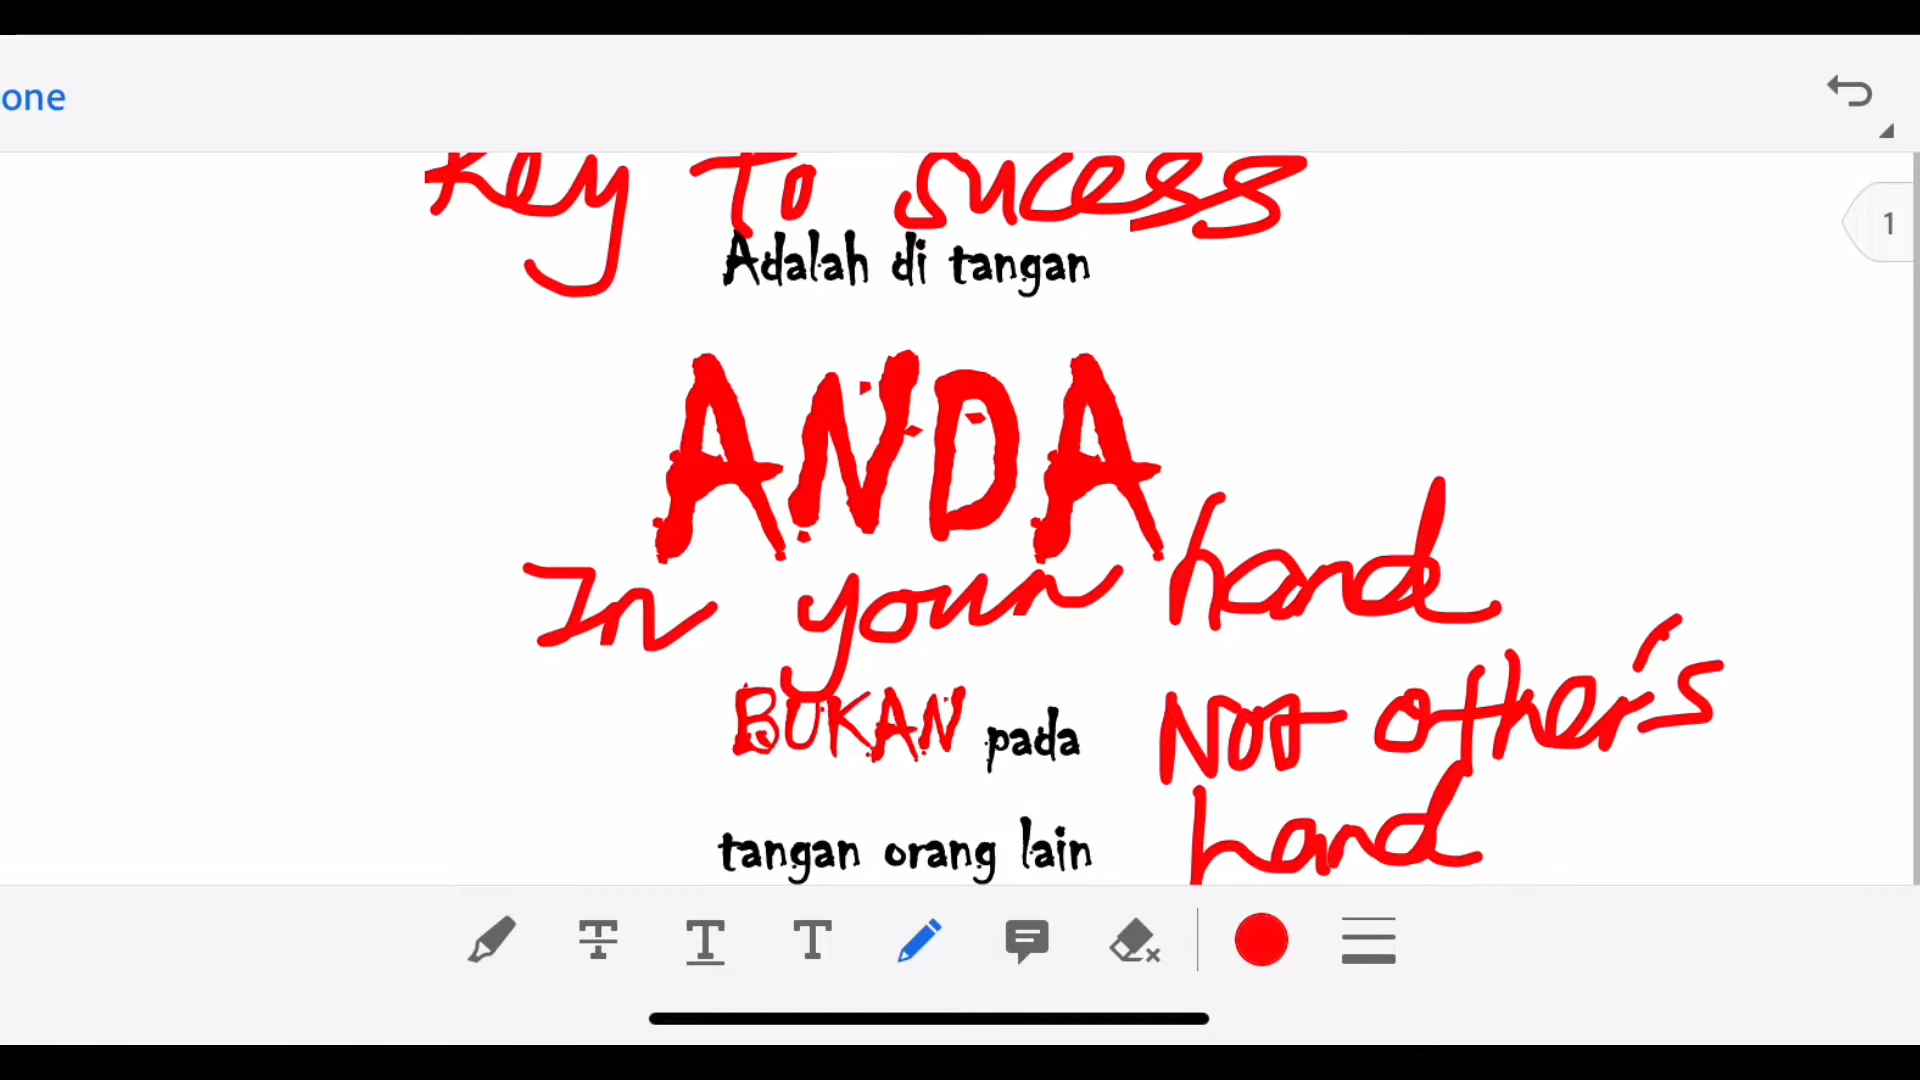 one
Key To sucess
1
Adalah di tangan
ANDA
In your hand
BUKAN pada
Not other's
tangan orang lain
hand